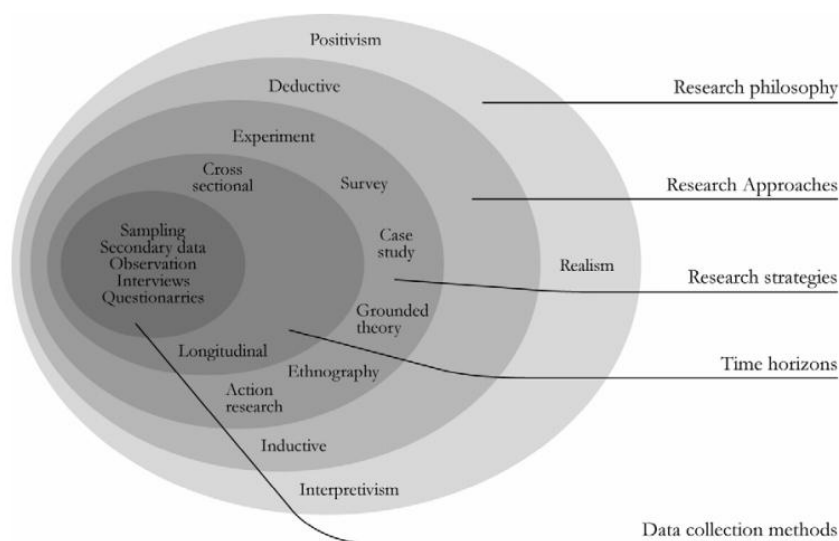 Positivism
Deductive
Research philosophy
Experiment
Cross
sectional
Survey
Research Approaches
Sampling
Secondary data
Observation
Interviews
Questionarries
Case
study
Realism
Research strategies
Grounded
theory
Longitudinal
Ethnography
Time horizons
Action
research
Inductive
Interpretivism
Data collection methods